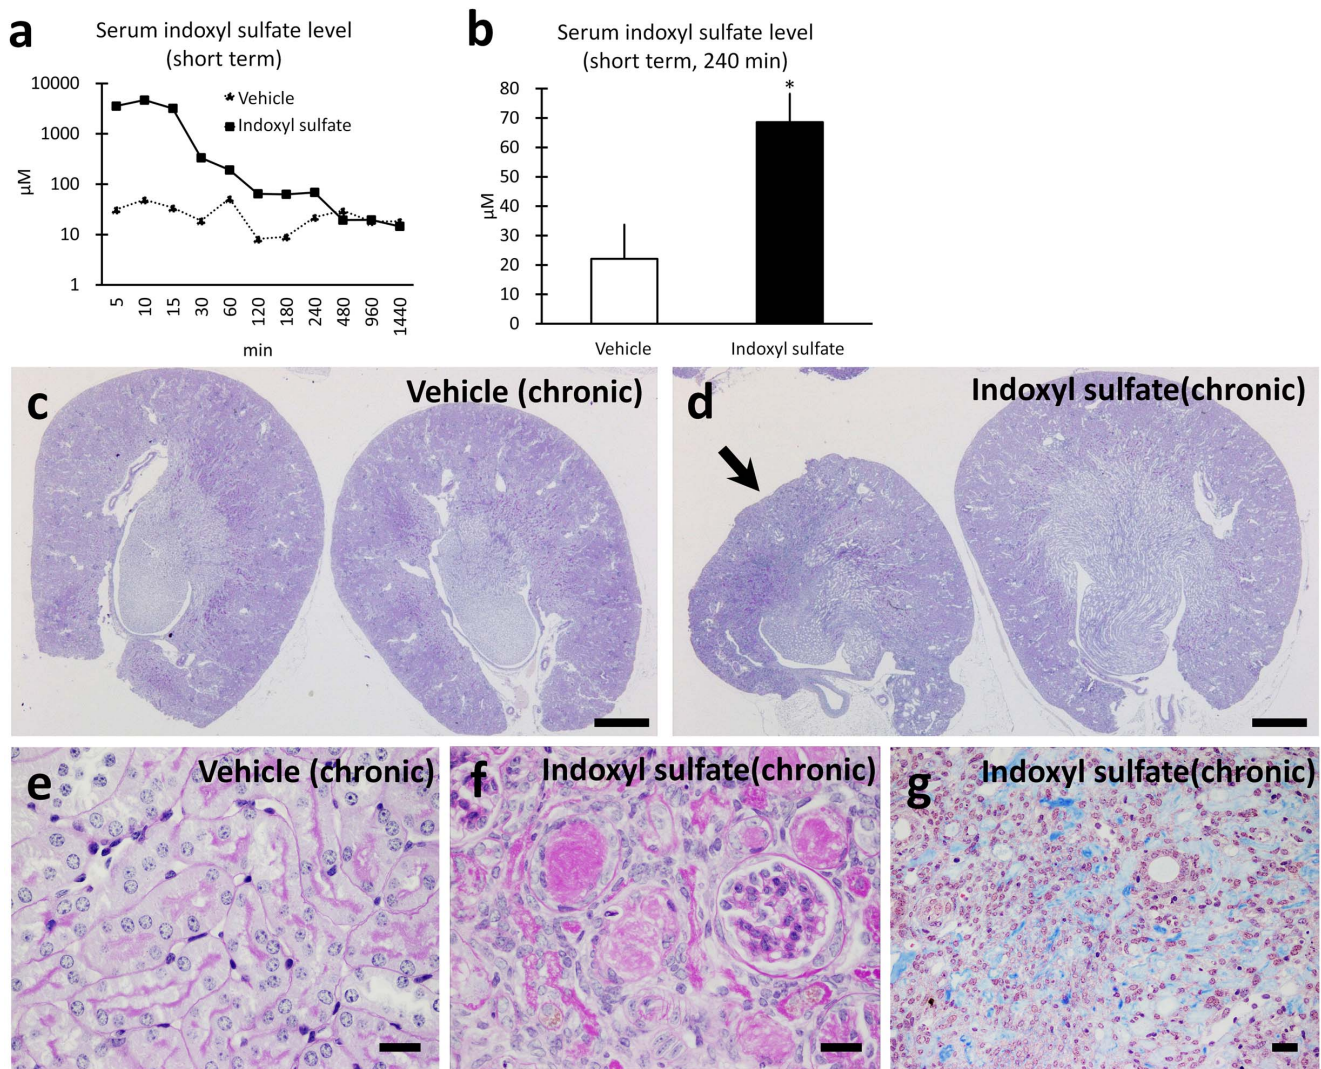 a
Serum indoxyl sulfate level
(short term)
10000
1000
100
10
1
µM
Vehicle
Indoxyl sulfate
5 10 15 30 60 120 180 240 480 960 1440
min
b
Serum indoxyl sulfate level
(short term, 240 min)
80
70
60
50
40
30
20
10
0
µM
*
Vehicle Indoxyl sulfate
c Vehicle (chronic)
d Indoxyl sulfate(chronic)
e Vehicle (chronic)
f Indoxyl sulfate(chronic)
g Indoxyl sulfate(chronic)